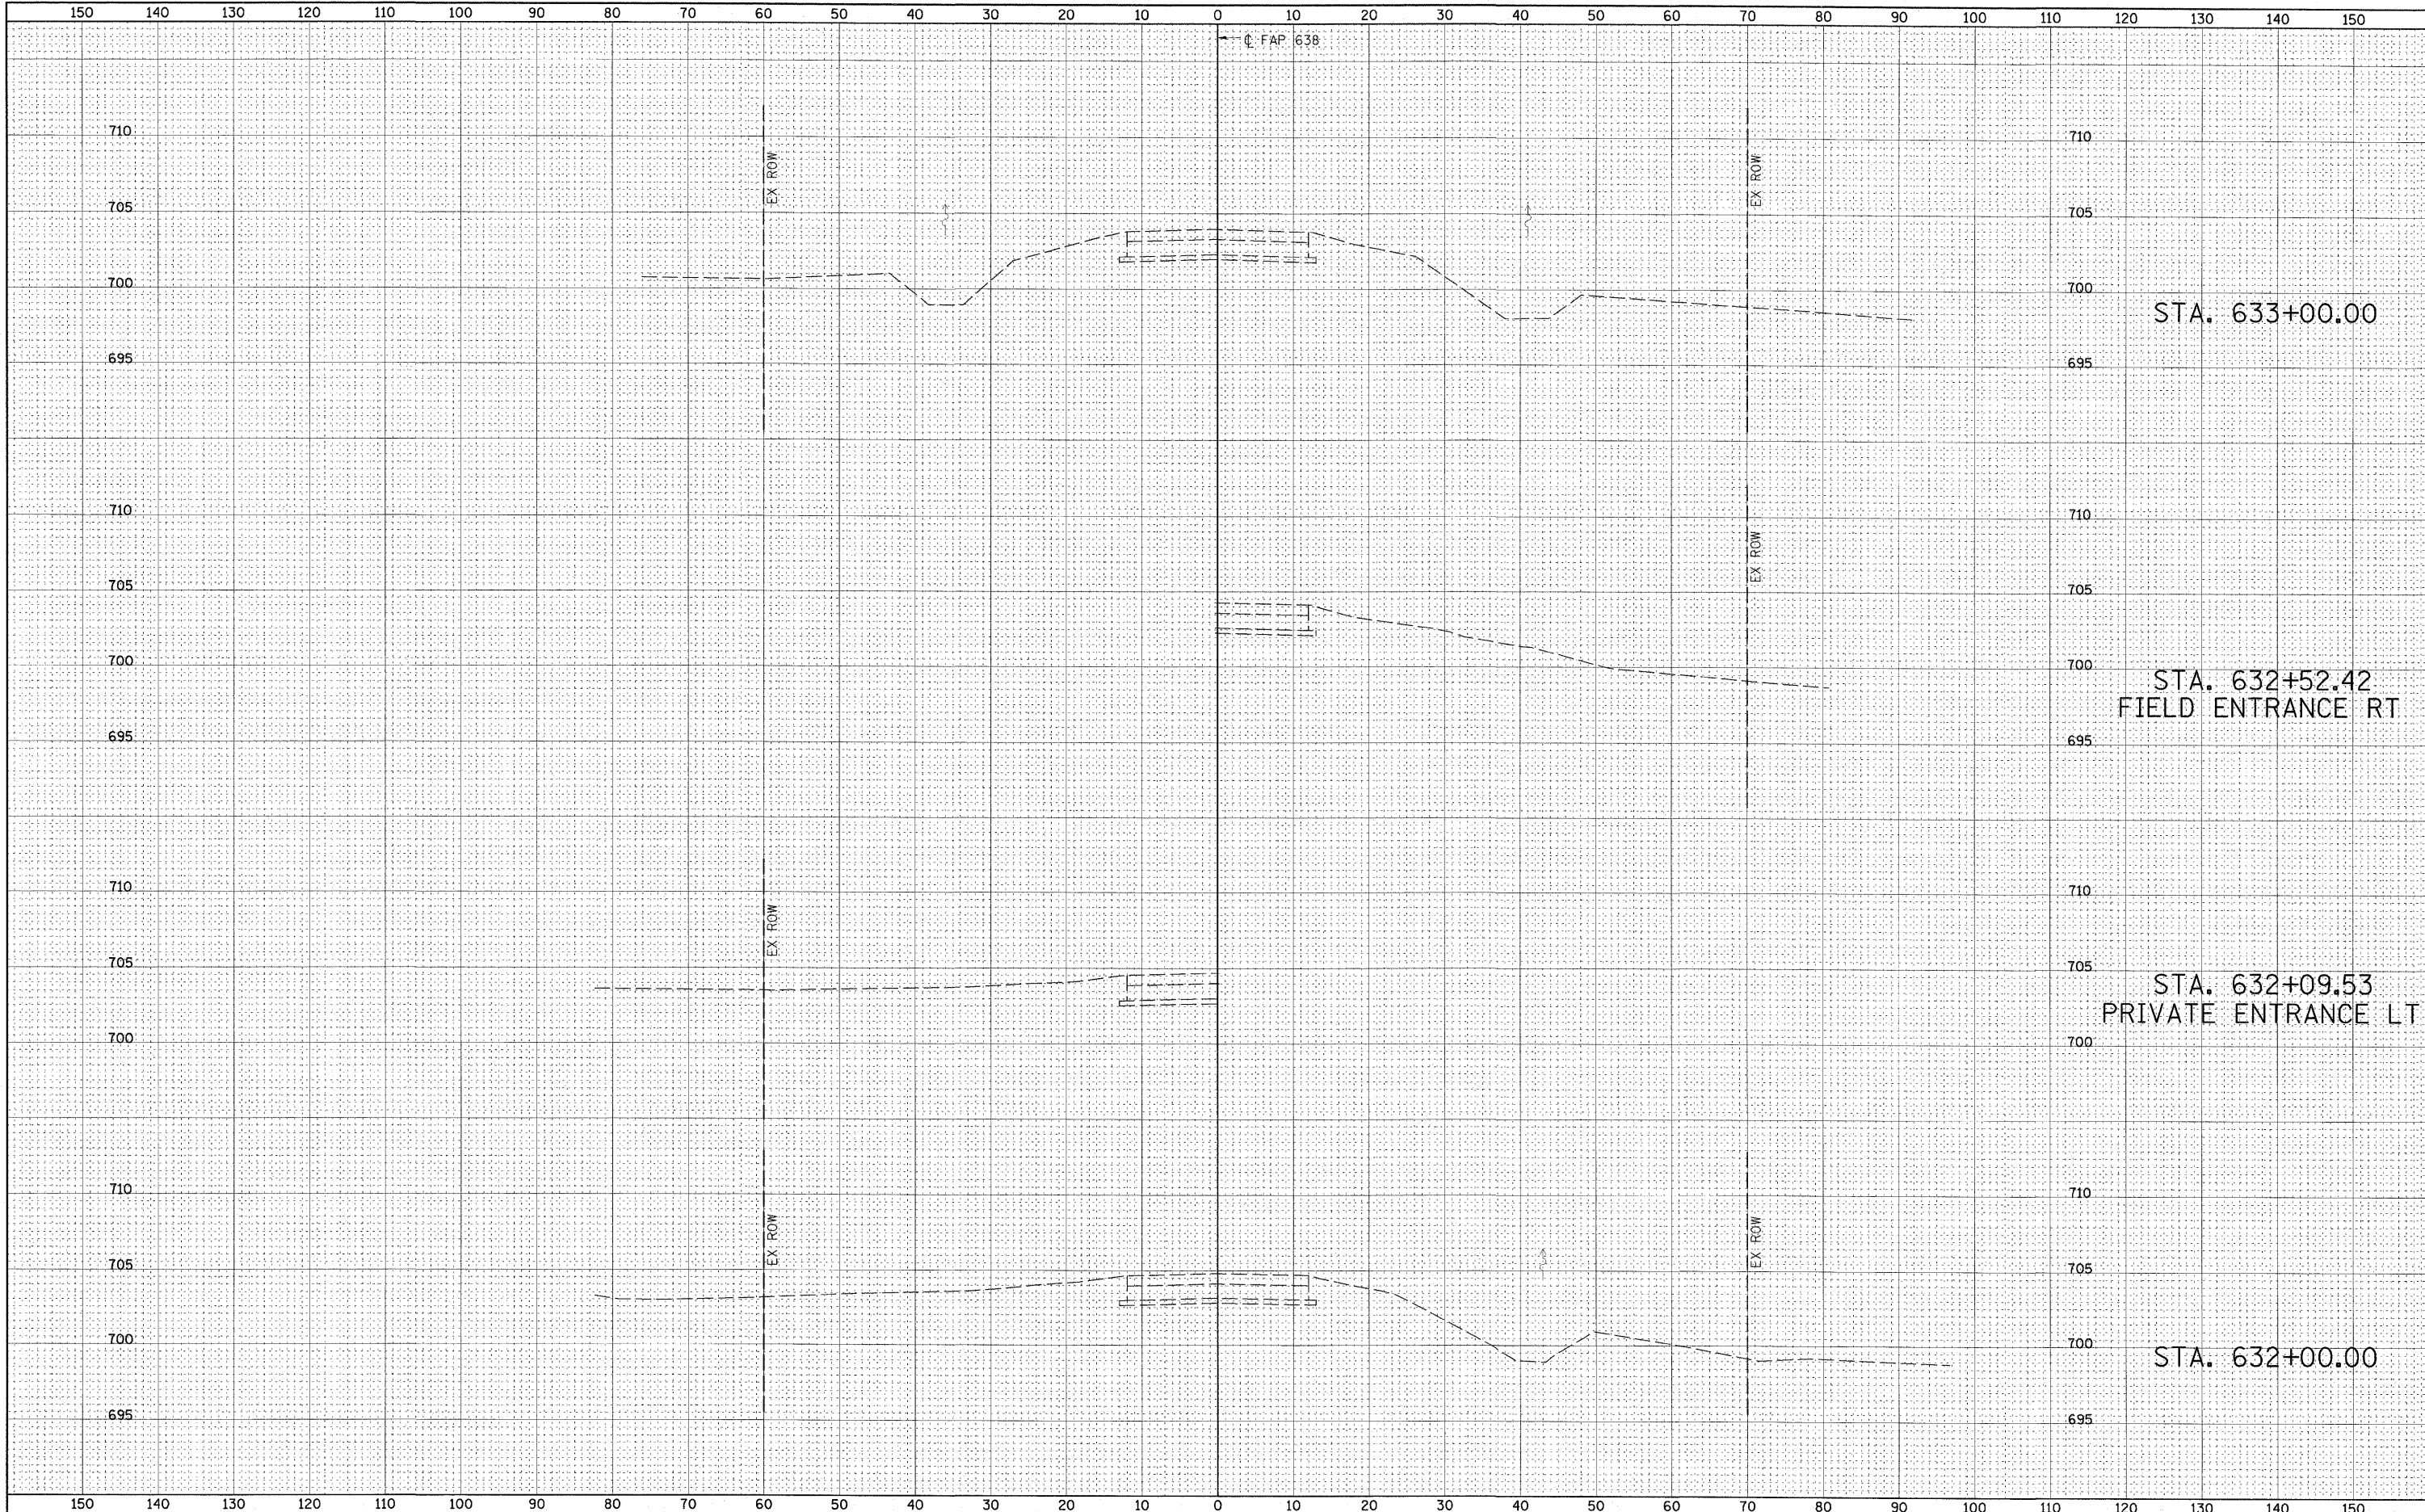 150 140 130 120 110 100 90 80 70 60 50 40 30 20 10 0 10 20 30 40 50 60 70 80 90 100 110 120 130 140 150
℄ FAP 638
710 710
EX ROW EX ROW
705 705
700 700
STA. 633+00.00
695 695
710 710
EX ROW
705 705
700 700
STA. 632+52.42
FIELD ENTRANCE RT
695 695
710 710
EX ROW
705 705
STA. 632+09.53
PRIVATE ENTRANCE LT
700 700
710 710
EX ROW EX ROW
705 705
700 700
STA. 632+00.00
695 695
150 140 130 120 110 100 90 80 70 60 50 40 30 20 10 0 10 20 30 40 50 60 70 80 90 100 110 120 130 140 150